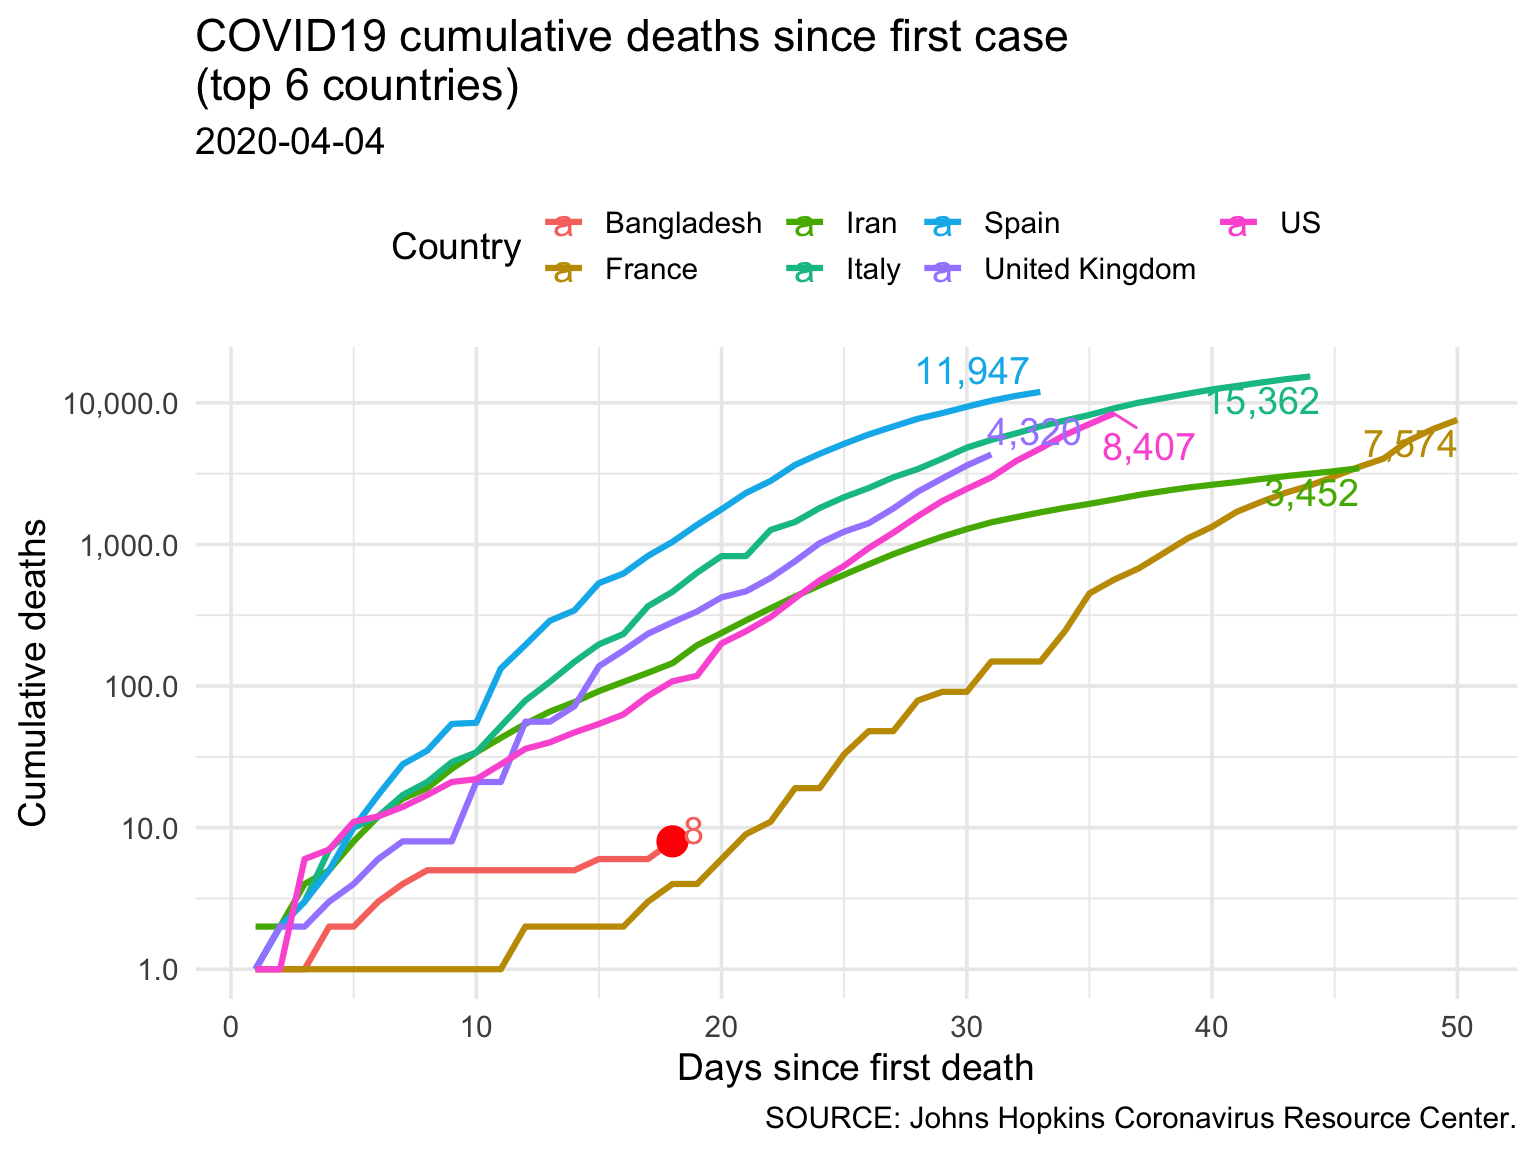 COVID19 cumulative deaths since first case
(top 6 countries)
2020-04-04
Country
a Bangladesh a Iran a Spain a US
a France a Italy a United Kingdom
11,947
10,000.0
15,362
4,320
8,407
7,574
3,452
1,000.0
100.0
10.0
8
1.0
Cumulative deaths
0 10 20 30 40 50
Days since first death
SOURCE: Johns Hopkins Coronavirus Resource Center.